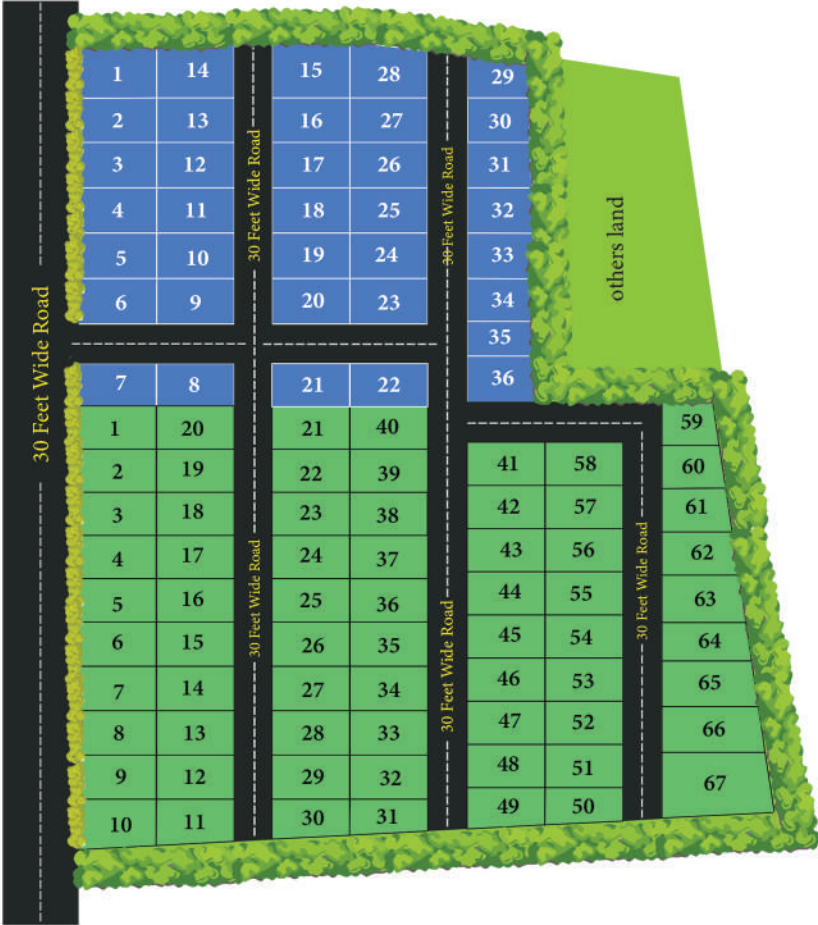 1 14 15 28 29
2 13 16 27 30
3 12 17 26 31
4 11 18 25 32
5 10 19 24 33
6 9 20 23 34
35
7 8 21 22 36
1 20 21 40 59
2 19 22 39 41 58 60
3 18 23 38 42 57 61
4 17 24 37 43 56 62
5 16 25 36 44 55 63
6 15 26 35 45 54 64
7 14 27 34 46 53 65
8 13 28 33 47 52 66
9 12 29 32 48 51 67
10 11 30 31 49 50
30 Feet Wide Road
30 Feet Wide Road
30 Feet Wide Road
30 Feet Wide Road
30 Feet Wide Road
30 Feet Wide Road
others land